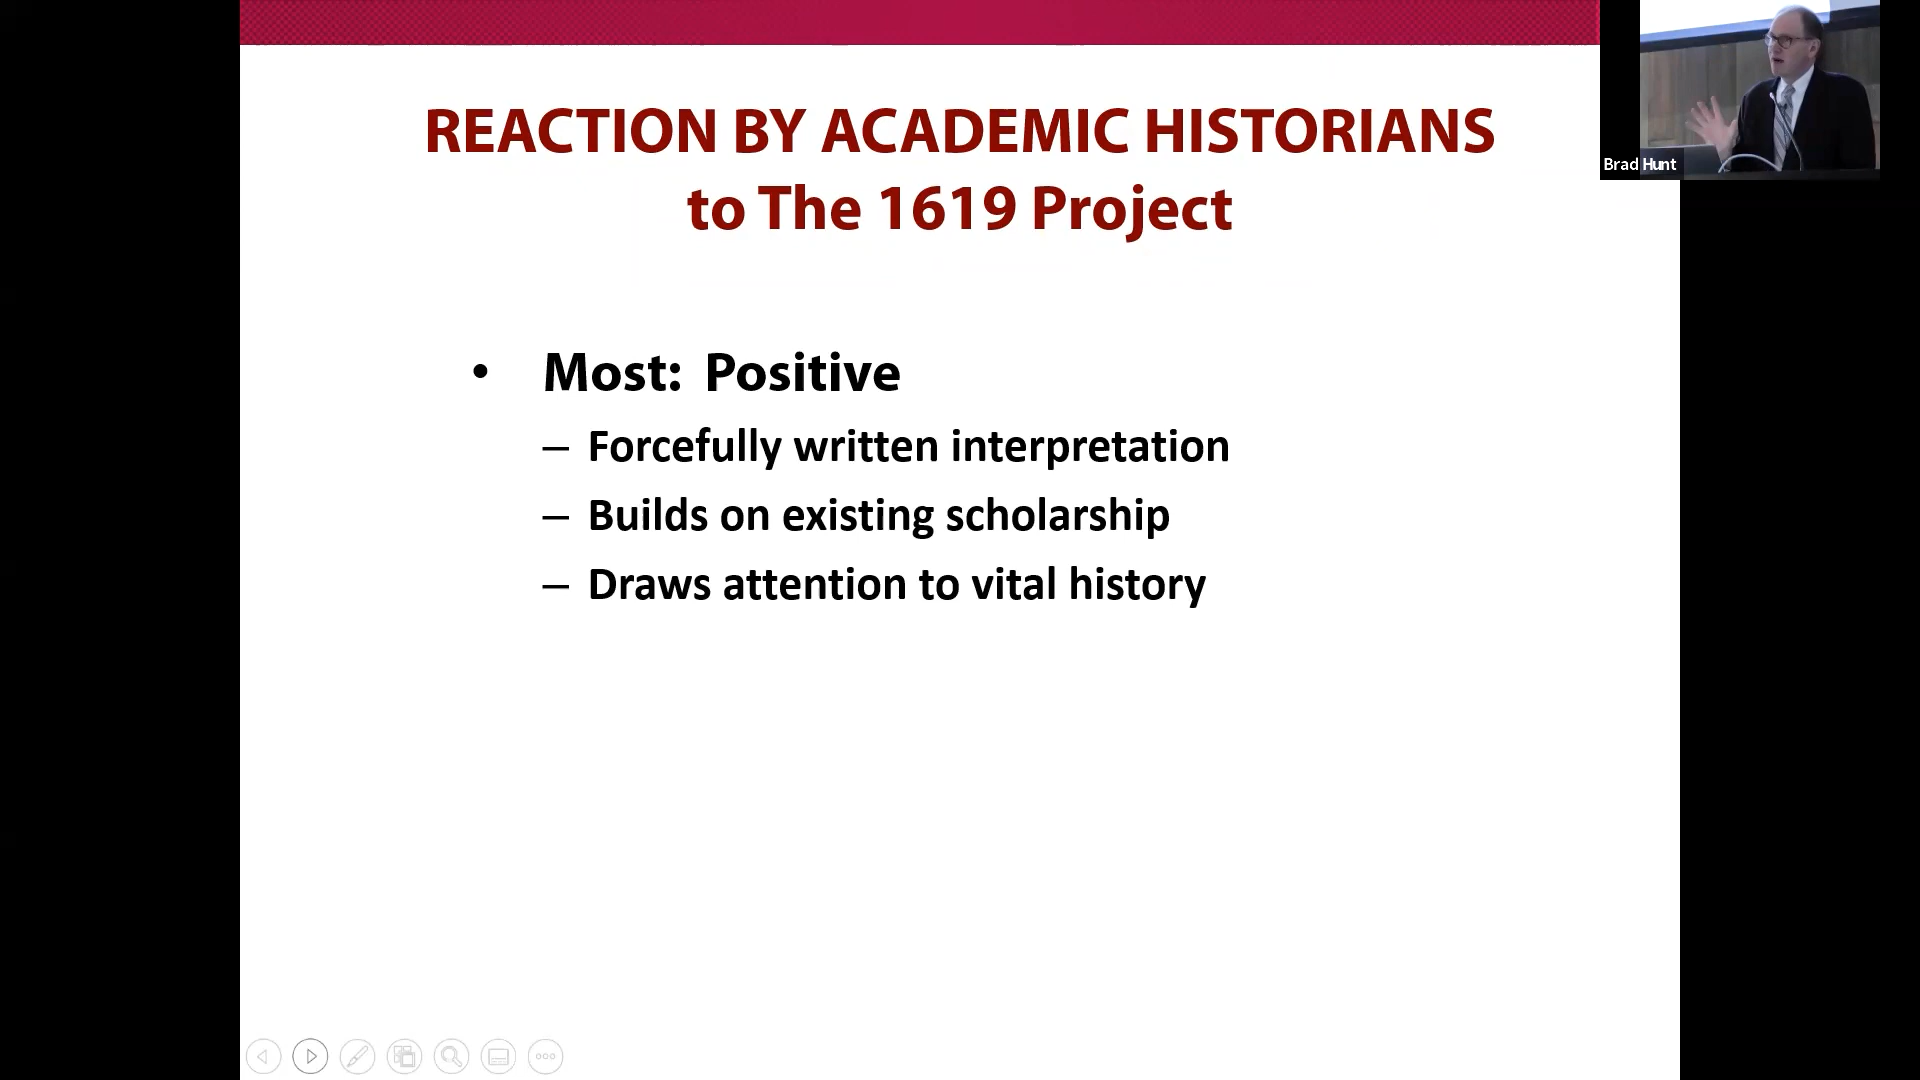 REACTION BY ACADEMIC HISTORIANS
to The 1619 Project
• Most: Positive
– Forcefully written interpretation
– Builds on existing scholarship
– Draws attention to vital history
Brad Hunt